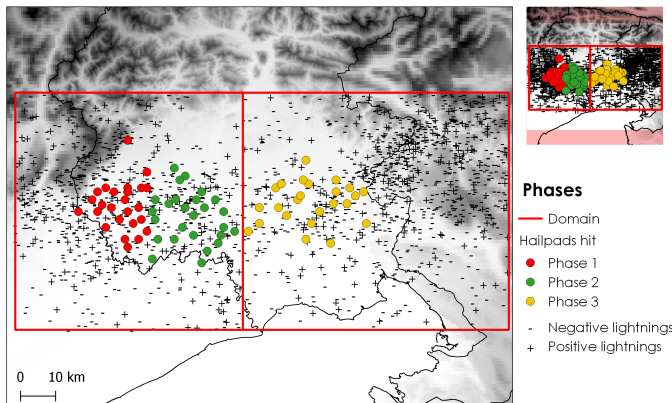 0 10 km
Phases
Domain
Hailpads hit
Phase 1
Phase 2
Phase 3
- Negative lightnings
+ Positive lightnings